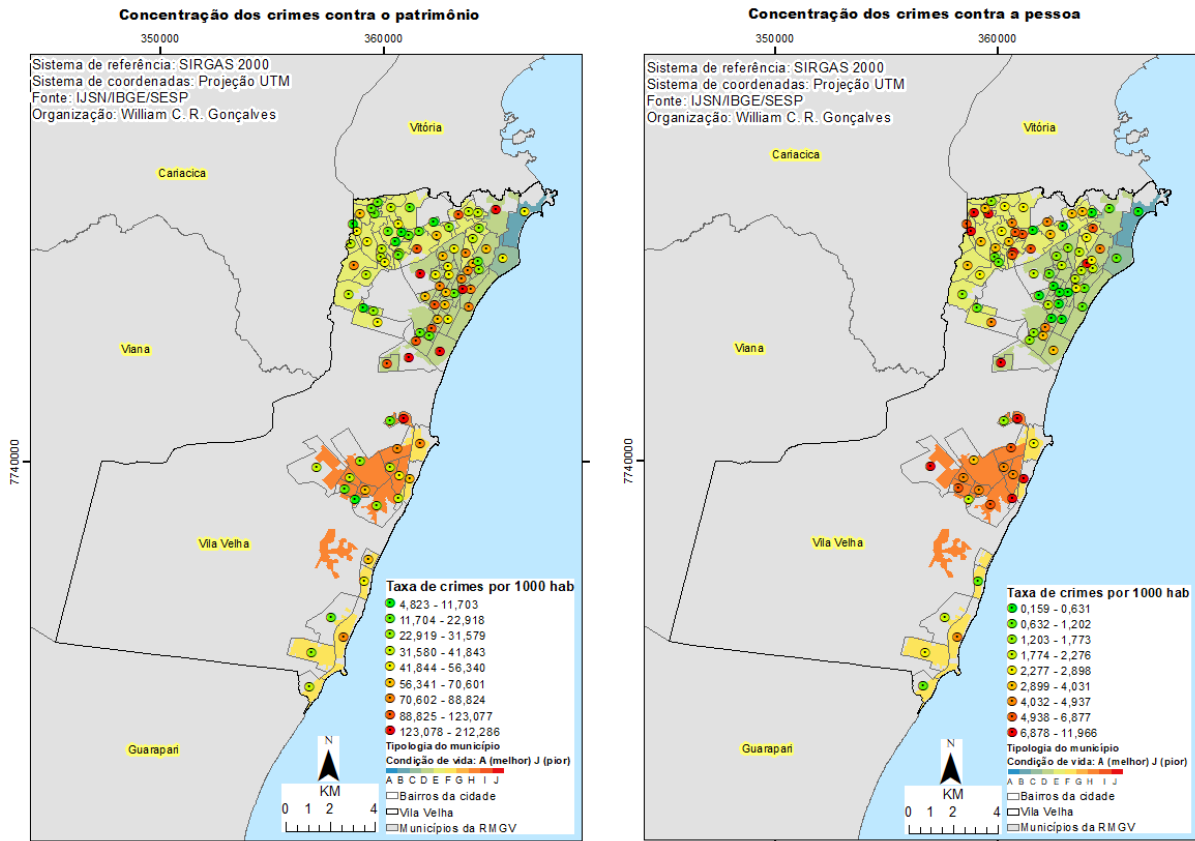 Concentração dos crimes contra o patrimônio
350000 360000
Sistema de referência: SIRGAS 2000
Sistema de coordenadas: Projeção UTM
Fonte: IJSN/IBGE/SESP
Organização: William C. R. Gonçalves
Vitória
Cariacica
Viana
7740000
Vila Velha
Guarapari
Taxa de crimes por 1000 hab
4,823 - 11,703
11,704 - 22,918
22,919 - 31,579
31,580 - 41,843
41,844 - 56,340
56,341 - 70,601
70,602 - 88,824
88,825 - 123,077
123,078 - 212,286
Tipologia do município
Condição de vida: A (melhor) J (pior)
A B C D E F G H I J
Bairros da cidade
Vila Velha
Municípios da RMGV
N
KM
0 2 4
Concentração dos crimes contra a pessoa
350000 360000
Sistema de referência: SIRGAS 2000
Sistema de coordenadas: Projeção UTM
Fonte: IJSN/IBGE/SESP
Organização: William C. R. Gonçalves
Vitória
Cariacica
Viana
7740000
Vila Velha
Guarapari
Taxa de crimes por 1000 hab
0,159 - 0,631
0,632 - 1,202
1,203 - 1,773
1,774 - 2,276
2,277 - 2,898
2,899 - 4,031
4,032 - 4,937
4,938 - 6,877
6,878 - 11,966
Tipologia do município
Condição de vida: A (melhor) J (pior)
A B C D E F G H I J
Bairros da cidade
Vila Velha
Municípios da RMGV
N
KM
0 2 4